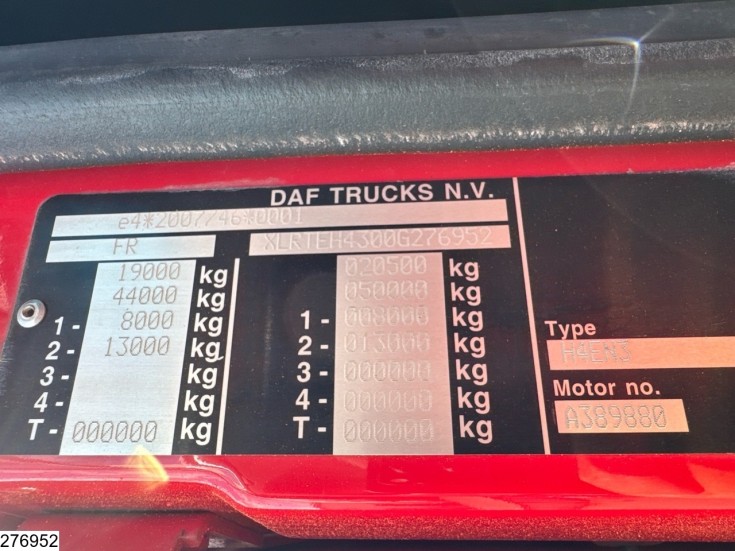 DAF TRUCKS N.V.
e4*2007/46*0001
FR XLRTEH4300G276952
19000 kg 020500 kg
44000 kg 050000 kg
1- 8000 kg 1- 008000 kg
2- 13000 kg 2- 013000 kg
3- kg 3- 000000 kg
4- kg 4- 000000 kg
T- 000000 kg T- 000000 kg
Type
H4EN3
Motor no.
A389880
276952